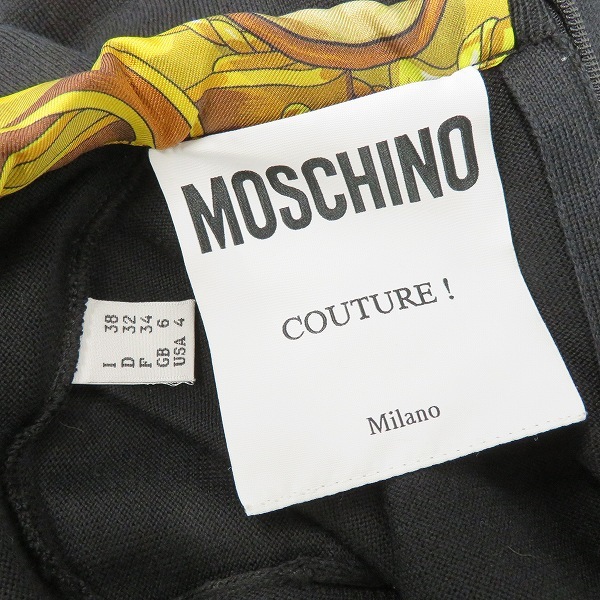 MOSCHINO
COUTURE !
Milano
I 38
D 32
F 34
GB 6
USA 4